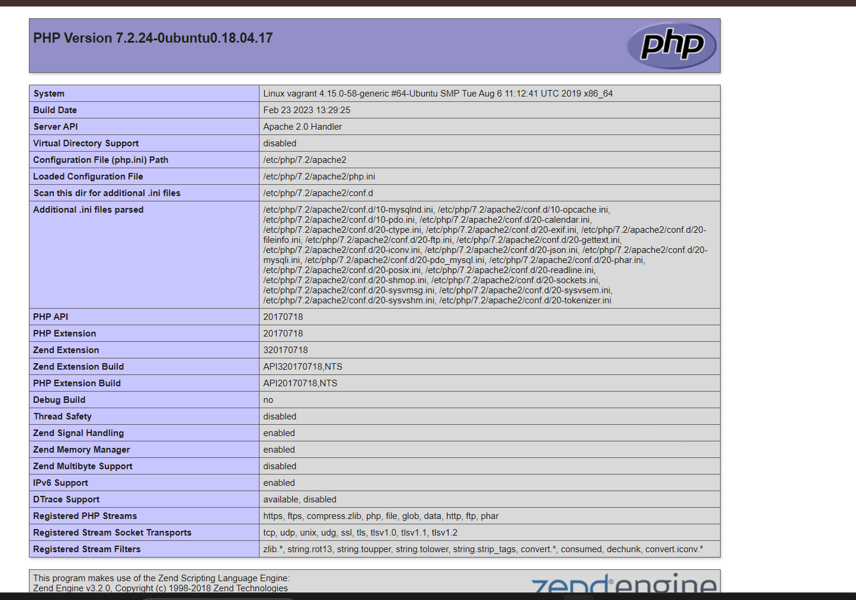 PHP Version 7.2.24-0ubuntu0.18.04.17
php
System Linux vagrant 4.15.0-58-generic #64-Ubuntu SMP Tue Aug 6 11:12:41 UTC 2019 x86_64
Build Date Feb 23 2023 13:29:25
Server API Apache 2.0 Handler
Virtual Directory Support disabled
Configuration File (php.ini) Path /etc/php/7.2/apache2
Loaded Configuration File /etc/php/7.2/apache2/php.ini
Scan this dir for additional .ini files /etc/php/7.2/apache2/conf.d
Additional .ini files parsed /etc/php/7.2/apache2/conf.d/10-mysqlnd.ini, /etc/php/7.2/apache2/conf.d/10-opcache.ini,
/etc/php/7.2/apache2/conf.d/10-pdo.ini, /etc/php/7.2/apache2/conf.d/20-calendar.ini,
/etc/php/7.2/apache2/conf.d/20-ctype.ini, /etc/php/7.2/apache2/conf.d/20-exif.ini, /etc/php/7.2/apache2/conf.d/20-
fileinfo.ini, /etc/php/7.2/apache2/conf.d/20-ftp.ini, /etc/php/7.2/apache2/conf.d/20-gettext.ini,
/etc/php/7.2/apache2/conf.d/20-iconv.ini, /etc/php/7.2/apache2/conf.d/20-json.ini, /etc/php/7.2/apache2/conf.d/20-
mysqli.ini, /etc/php/7.2/apache2/conf.d/20-pdo_mysql.ini, /etc/php/7.2/apache2/conf.d/20-phar.ini,
/etc/php/7.2/apache2/conf.d/20-posix.ini, /etc/php/7.2/apache2/conf.d/20-readline.ini,
/etc/php/7.2/apache2/conf.d/20-shmop.ini, /etc/php/7.2/apache2/conf.d/20-sockets.ini,
/etc/php/7.2/apache2/conf.d/20-sysvmsg.ini, /etc/php/7.2/apache2/conf.d/20-sysvsem.ini,
/etc/php/7.2/apache2/conf.d/20-sysvshm.ini, /etc/php/7.2/apache2/conf.d/20-tokenizer.ini
PHP API 20170718
PHP Extension 20170718
Zend Extension 320170718
Zend Extension Build API320170718,NTS
PHP Extension Build API20170718,NTS
Debug Build no
Thread Safety disabled
Zend Signal Handling enabled
Zend Memory Manager enabled
Zend Multibyte Support disabled
IPv6 Support enabled
DTrace Support available, disabled
Registered PHP Streams https, ftps, compress.zlib, php, file, glob, data, http, ftp, phar
Registered Stream Socket Transports tcp, udp, unix, udg, ssl, tls, tlsv1.0, tlsv1.1, tlsv1.2
Registered Stream Filters zlib.*, string.rot13, string.toupper, string.tolower, string.strip_tags, convert.*, consumed, dechunk, convert.iconv.*
This program makes use of the Zend Scripting Language Engine:
Zend Engine v3.2.0, Copyright (c) 1998-2018 Zend Technologies
zend engine